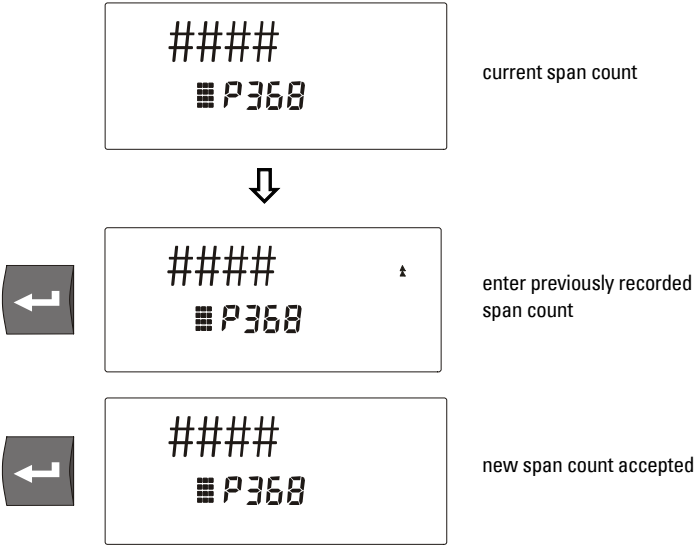 ####
P368
current span count
####
P368
enter previously recorded
span count
####
P368
new span count accepted